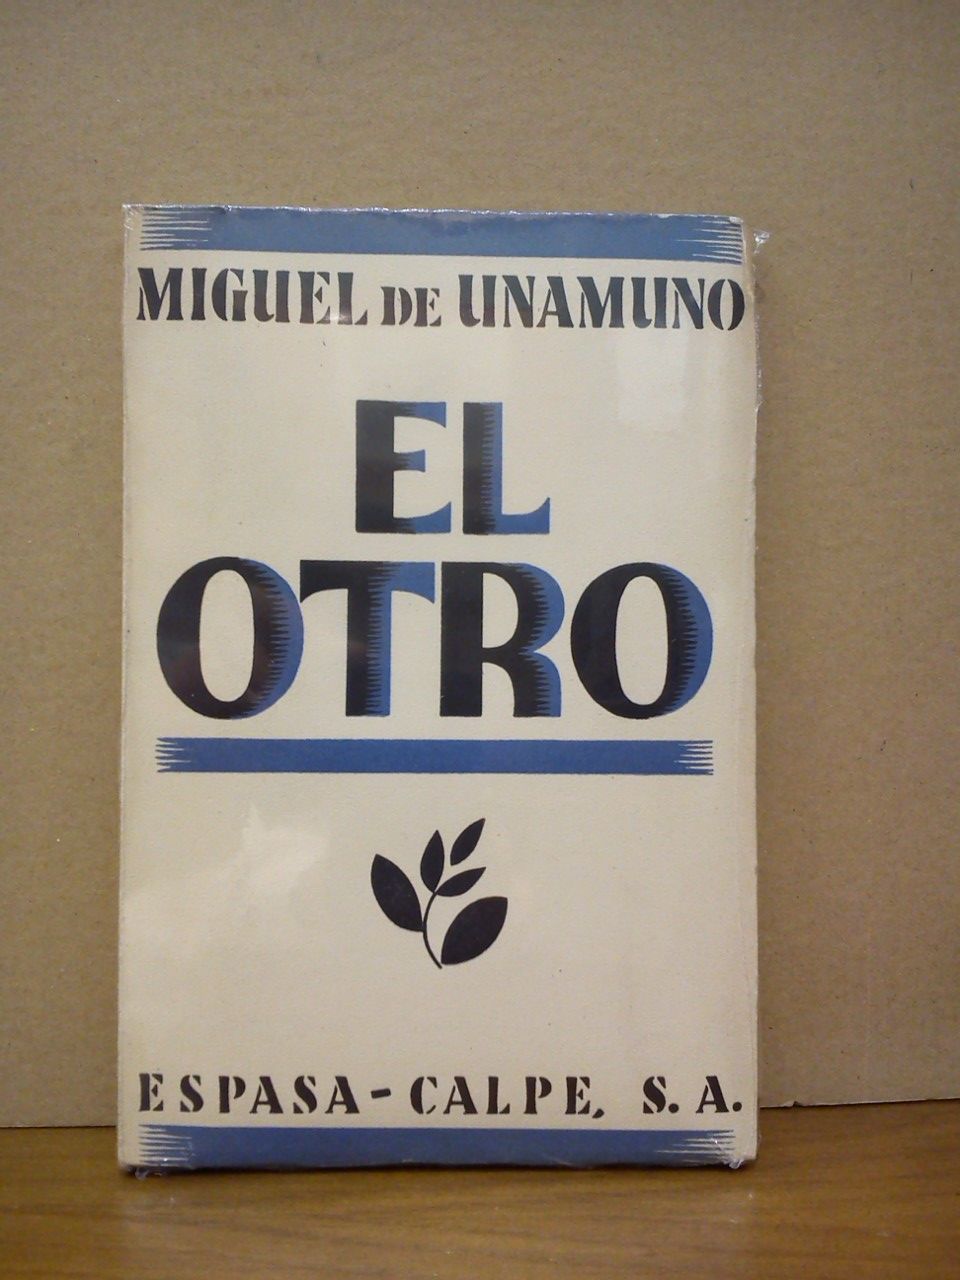 MIGUEL DE UNAMUNO
EL
OTRO
ESPASA-CALPE, S. A.